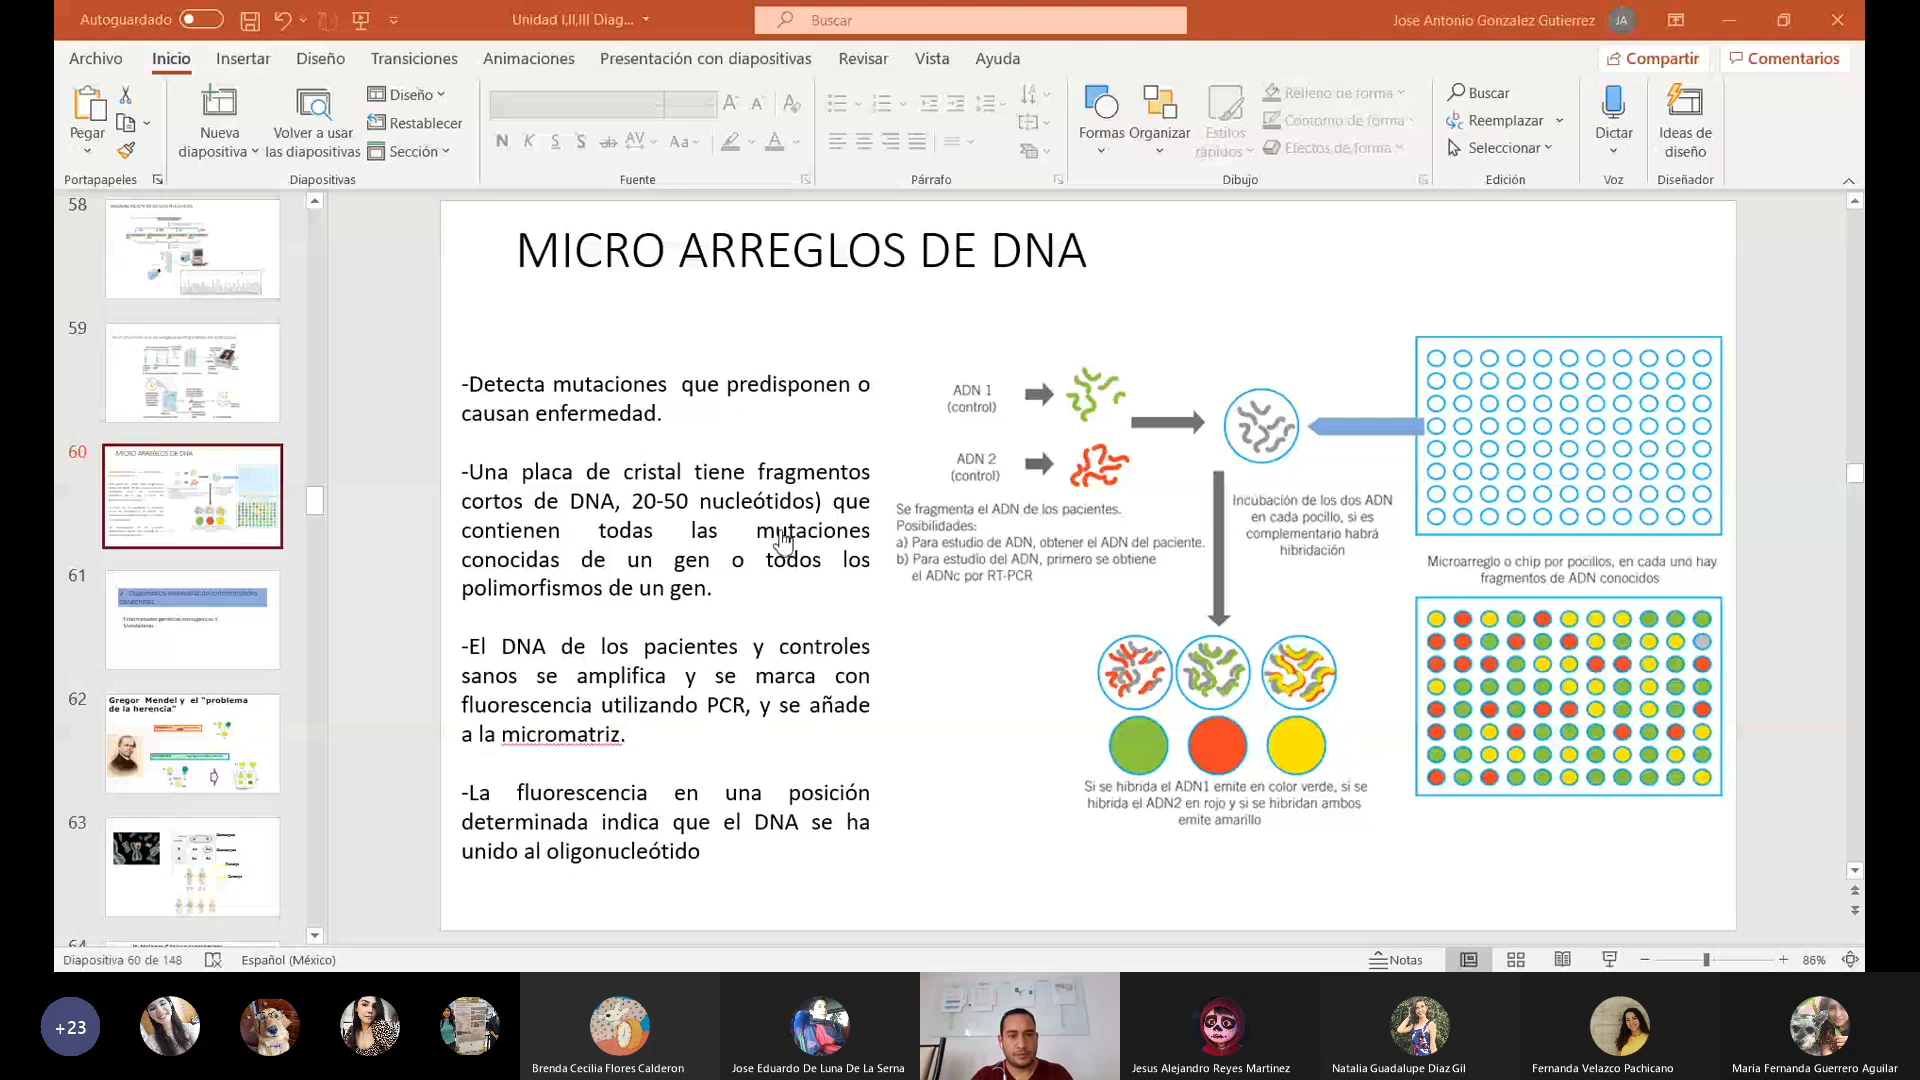 Autoguardado
Unidad I,II,III Diag...
Buscar
Jose Antonio Gonzalez Gutierrez
JA
Archivo
Inicio
Insertar
Diseño
Transiciones
Animaciones
Presentación con diapositivas
Revisar
Vista
Ayuda
Compartir
Comentarios
Pegar
Portapapeles
Nueva
diapositiva
Volver a usar
las diapositivas
Diseño
Restablecer
Sección
Diapositivas
N K S S ab AV Aa A
Fuente
Párrafo
Formas
Organizar
Estilos
rápidos
Relleno de forma
Contorno de forma
Efectos de forma
Dibujo
Buscar
Reemplazar
Seleccionar
Edición
Dictar
Voz
Ideas de
diseño
Diseñador
58
59
60
MICRO ARREGLOS DE DNA
61
62
Gregor Mendel y el "problema
de la herencia"
63
64
MICRO ARREGLOS DE DNA
-Detecta mutaciones que predisponen o
causan enfermedad.
-Una placa de cristal tiene fragmentos
cortos de DNA, 20-50 nucleótidos) que
contienen todas las mutaciones
conocidas de un gen o todos los
polimorfismos de un gen.
-El DNA de los pacientes y controles
sanos se amplifica y se marca con
fluorescencia utilizando PCR, y se añade
a la micromatriz.
-La fluorescencia en una posición
determinada indica que el DNA se ha
unido al oligonucleótido
ADN 1
(control)
ADN 2
(control)
Se fragmenta el ADN de los pacientes.
Posibilidades:
a) Para estudio de ADN, obtener el ADN del paciente.
b) Para estudio del ADN, primero se obtiene
el ADNc por RT-PCR
Incubación de los dos ADN
en cada pocillo, si es
complementario habrá
hibridación
Microarreglo o chip por pocillos, en cada uno hay
fragmentos de ADN conocidos
Si se hibrida el ADN1 emite en color verde, si se
hibrida el ADN2 en rojo y si se hibridan ambos
emite amarillo
Diapositiva 60 de 148
Español (México)
Notas
86%
+23
Brenda Cecilia Flores Calderon
Jose Eduardo De Luna De La Serna
Jesus Alejandro Reyes Martinez
Natalia Guadalupe Diaz Gil
Fernanda Velazco Pachicano
Maria Fernanda Guerrero Aguilar